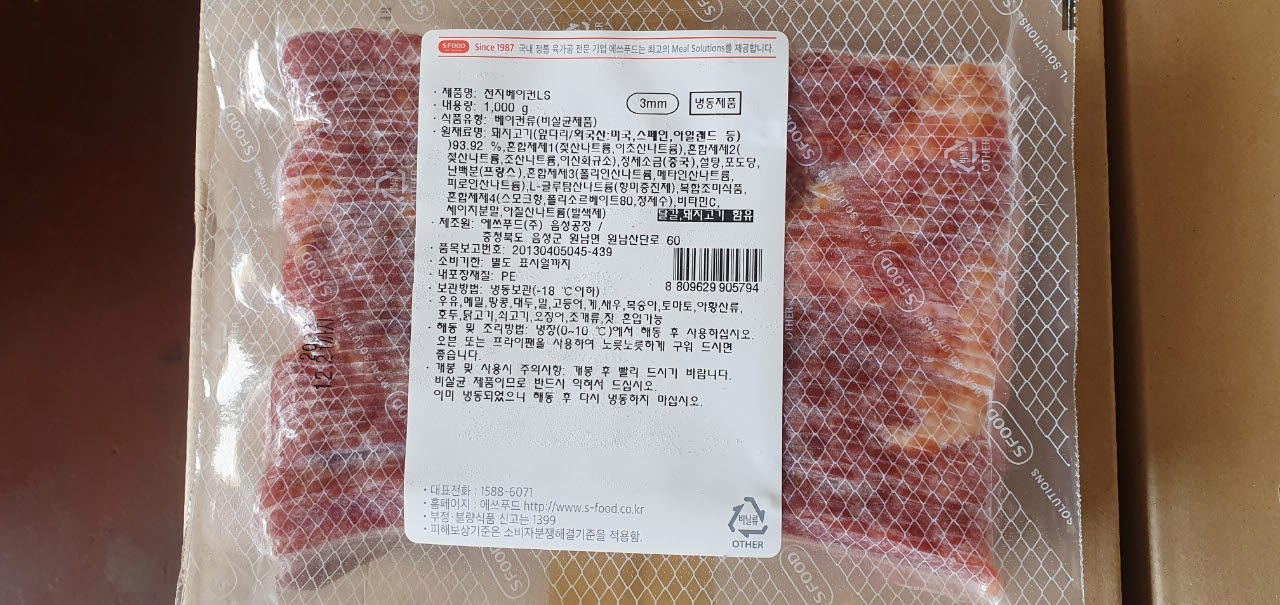 S'FOOD Since 1987 국내 정통 육가공 전문 기업 에쓰푸드는 최고의 Meal Solutions를 제공합니다.
· 제품명: 전지베이컨LS
· 내용량: 1,000 g
3mm 냉동제품
· 식품유형: 베이컨류(비살균제품)
· 원재료명: 돼지고기(앞다리/외국산:미국,스페인,아일랜드 등)
)93.92 %,혼합제제1(젖산나트륨,이초산나트륨),혼합제제2(
젖산나트륨,초산나트륨,이산화규소),정제소금(중국),설탕,포도당,
난백분(프랑스),혼합제제3(폴리인산나트륨,메타인산나트륨,
피로인산나트륨),L-글루탐산나트륨(향미증진제),복합조미식품,
혼합제제4(스모크향,폴리소르베이트80,정제수),비타민C,
세이지분말,아질산나트륨(발색제) 달걀,돼지고기 함유
· 제조원: 에쓰푸드(주) 음성공장 /
충청북도 음성군 원남면 원남산단로 60
· 품목보고번호: 20130405045-439
· 소비기한: 별도 표시일까지
· 내포장재질: PE
8 809629 905794
· 보관방법: 냉동보관(-18 ℃이하)
· 우유,메밀,땅콩,대두,밀,고등어,게,새우,복숭아,토마토,아황산류,
호두,닭고기,쇠고기,오징어,조개류,잣 혼입가능
· 해동 및 조리방법: 냉장(0~10 ℃)에서 해동 후 사용하십시오.
오븐 또는 프라이팬을 사용하여 노릇노릇하게 구워 드시면
좋습니다.
· 개봉 및 사용시 주의사항: 개봉 후 빨리 드시기 바랍니다.
비살균 제품이므로 반드시 익혀서 드십시오.
이미 냉동되었으니 해동 후 다시 냉동하지 마십시오.
· 대표전화 : 1588-6071
· 홈페이지 : 에쓰푸드 http://www.s-food.co.kr
· 부정·불량식품 신고는 1399
· 피해보상기준은 소비자분쟁해결기준을 적용함.
비닐류
OTHER
S'FOOD
OTHER